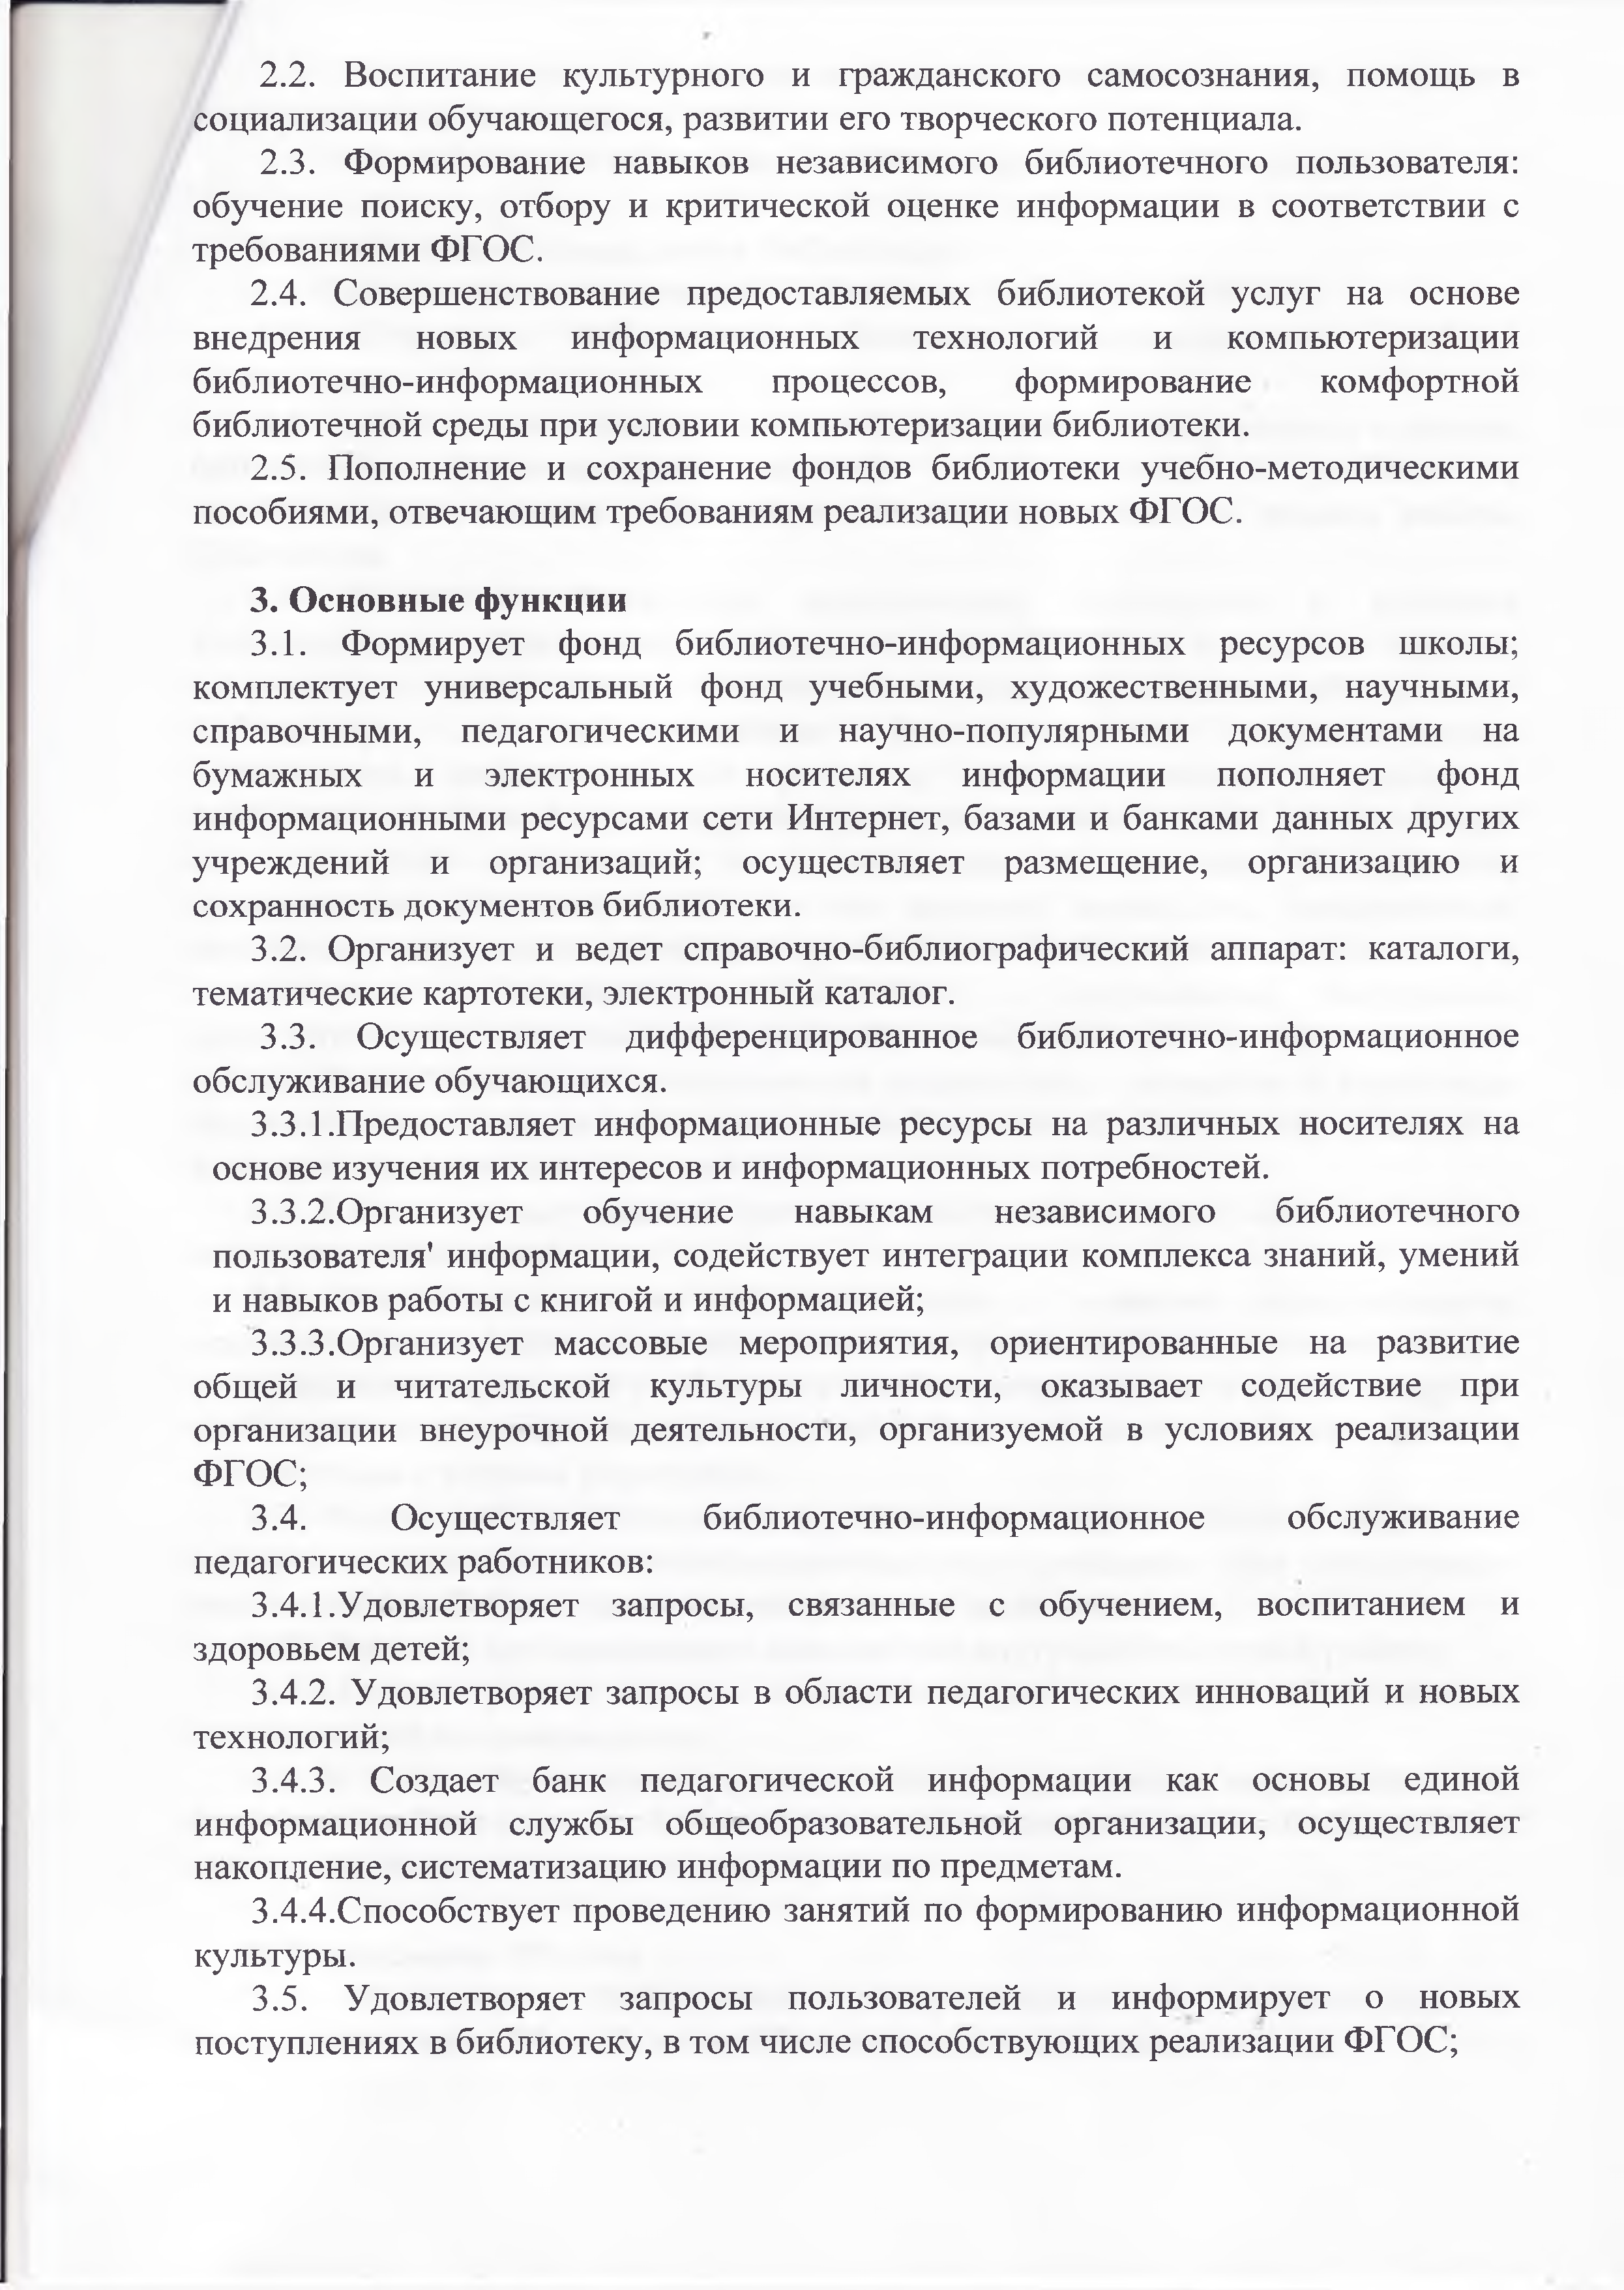 2.2. Воспитание культурного и гражданского самосознания, помощь в
социализации обучающегося, развитии его творческого потенциала.
2.3. Формирование навыков независимого библиотечного пользователя:
обучение поиску, отбору и критической оценке информации в соответствии с
требованиями ФГОС.
2.4. Совершенствование предоставляемых библиотекой услуг на основе
внедрения новых информационных технологий и компьютеризации
библиотечно-информационных процессов, формирование комфортной
библиотечной среды при условии компьютеризации библиотеки.
2.5. Пополнение и сохранение фондов библиотеки учебно-методическими
пособиями, отвечающим требованиям реализации новых ФГОС.
3. Основные функции
3.1. Формирует фонд библиотечно-информационных ресурсов школы;
комплектует универсальный фонд учебными, художественными, научными,
справочными, педагогическими и научно-популярными документами на
бумажных и электронных носителях информации пополняет фонд
информационными ресурсами сети Интернет, базами и банками данных других
учреждений и организаций; осуществляет размещение, организацию и
сохранность документов библиотеки.
3.2. Организует и ведет справочно-библиографический аппарат: каталоги,
тематические картотеки, электронный каталог.
3.3. Осуществляет дифференцированное библиотечно-информационное
обслуживание обучающихся.
3.3.1.Предоставляет информационные ресурсы на различных носителях на
основе изучения их интересов и информационных потребностей.
3.3.2.Организует обучение навыкам независимого библиотечного
пользователя' информации, содействует интеграции комплекса знаний, умений
и навыков работы с книгой и информацией;
3.3.3.Организует массовые мероприятия, ориентированные на развитие
общей и читательской культуры личности, оказывает содействие при
организации внеурочной деятельности, организуемой в условиях реализации
ФГОС;
3.4. Осуществляет библиотечно-информационное обслуживание
педагогических работников:
3.4.1.Удовлетворяет запросы, связанные с обучением, воспитанием и
здоровьем детей;
3.4.2. Удовлетворяет запросы в области педагогических инноваций и новых
технологий;
3.4.3. Создает банк педагогической информации как основы единой
информационной службы общеобразовательной организации, осуществляет
накопление, систематизацию информации по предметам.
3.4.4.Способствует проведению занятий по формированию информационной
культуры.
3.5. Удовлетворяет запросы пользователей и информирует о новых
поступлениях в библиотеку, в том числе способствующих реализации ФГОС;